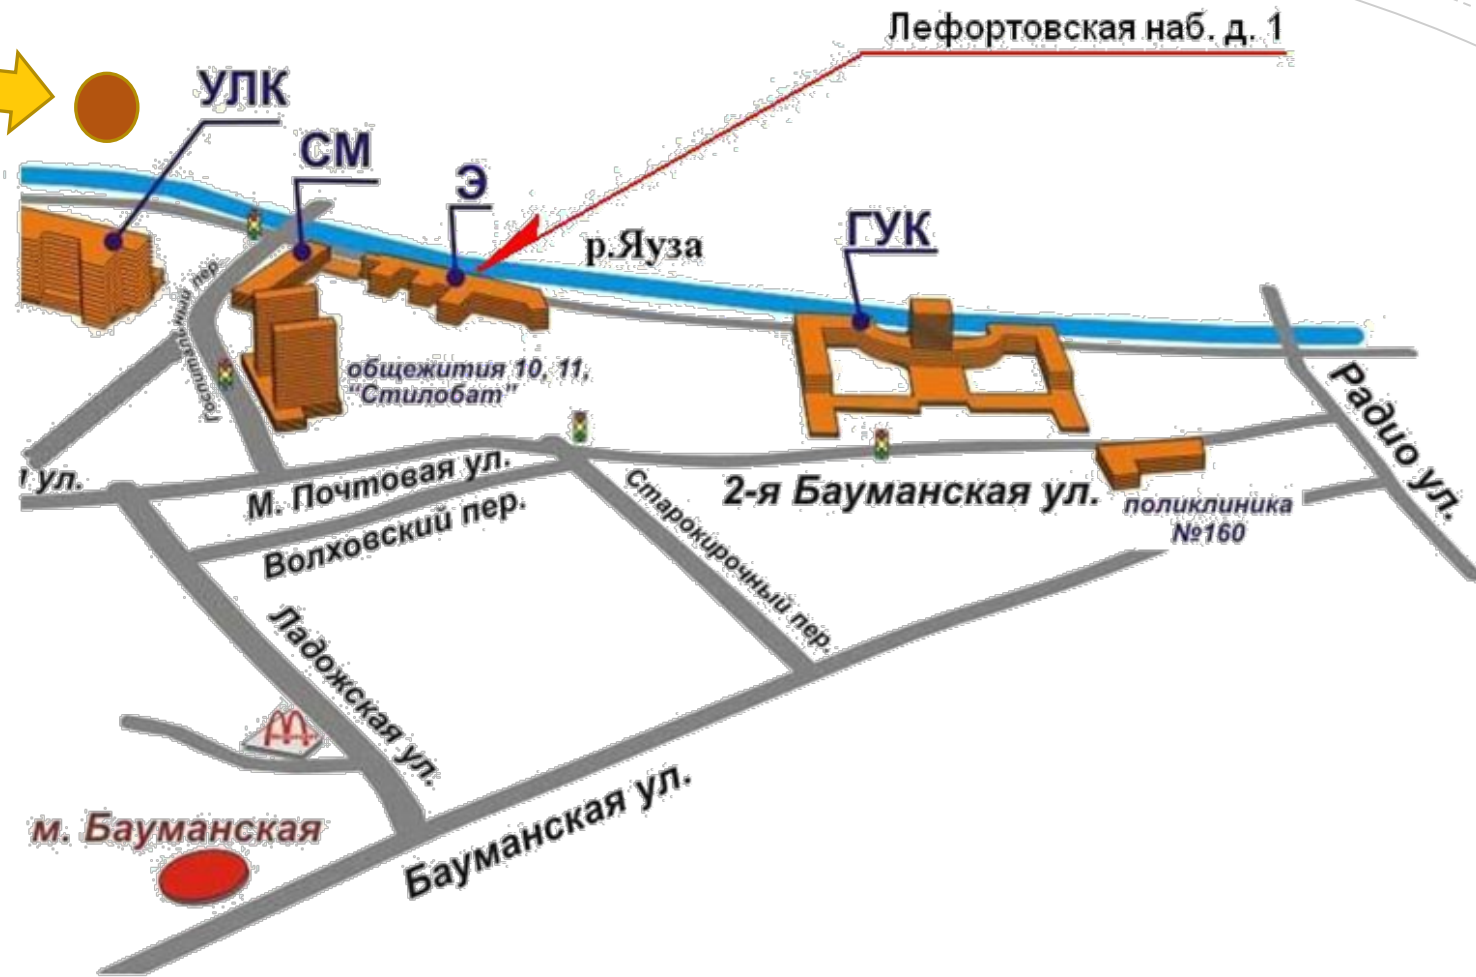 Лефортовская наб. д. 1
УЛК
СМ
Э
р.Яуза
ГУК
Госпитальный пер.
общежития 10, 11,
“Стилобат”
Радио ул.
ул.
М. Почтовая ул.
Волховский пер.
Старокирочный пер.
2-я Бауманская ул.
поликлиника
№160
Ладожская ул.
м. Бауманская
Бауманская ул.